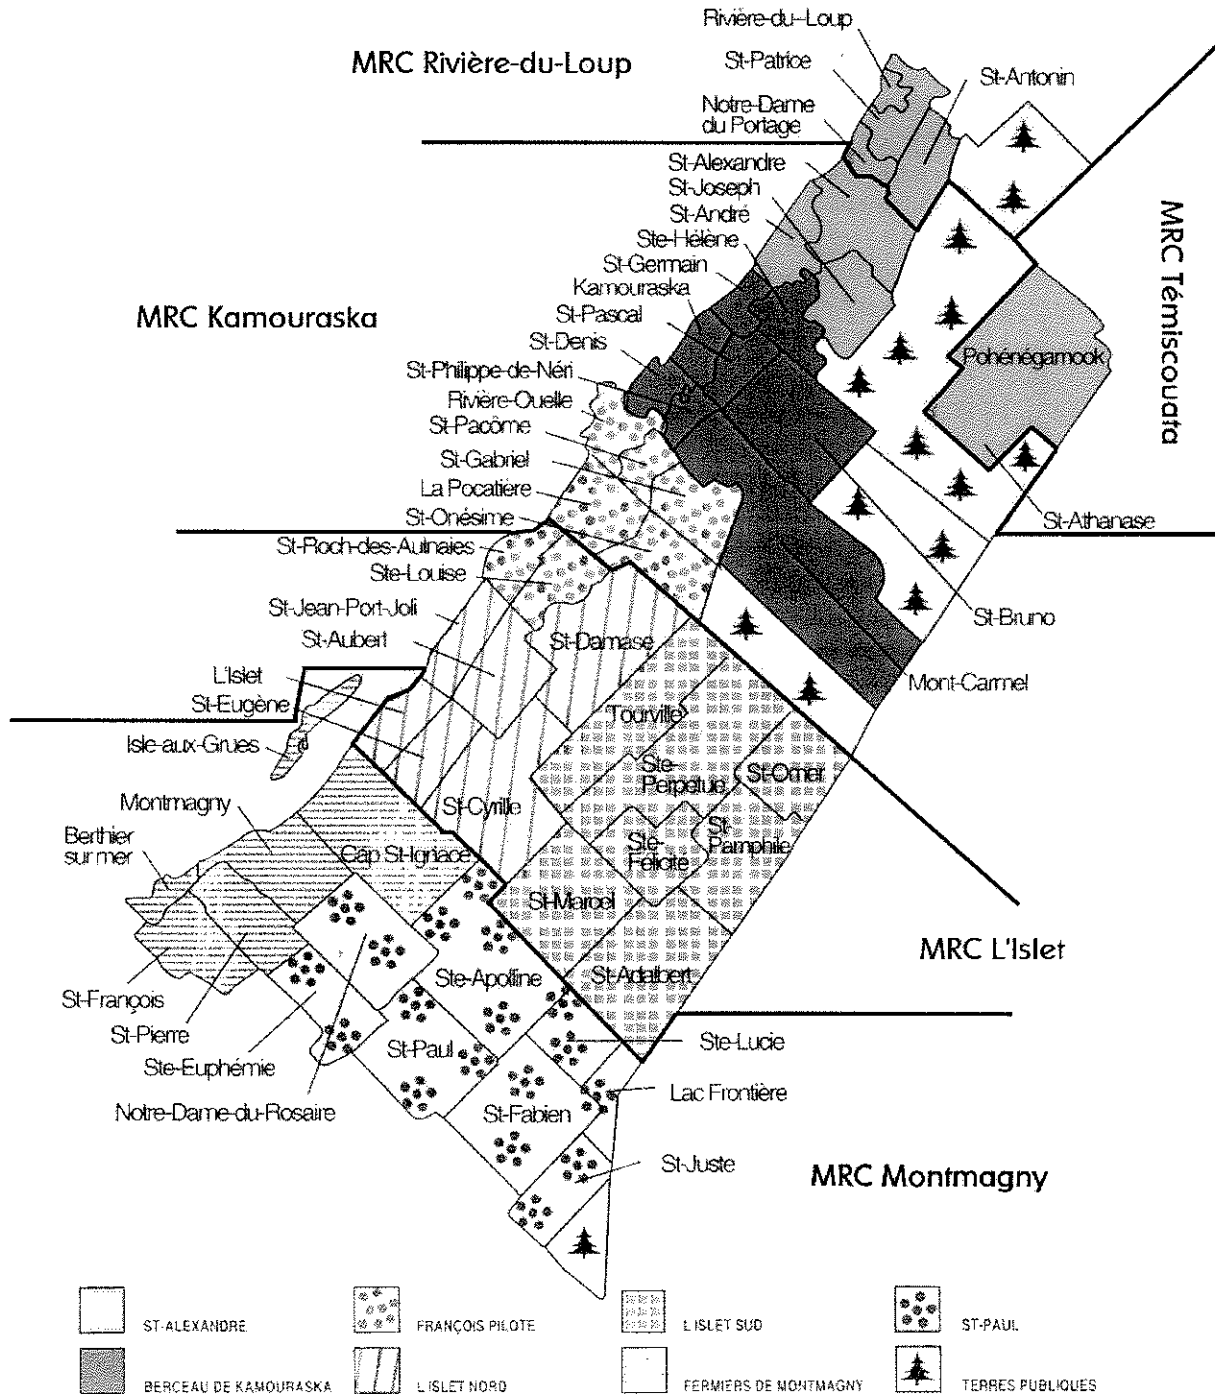 Rivière-du-Loup
MRC Rivière-du-Loup
St-Patrice
St-Antonin
Notre-Dame
du Portage
St-Alexandre
St-Joseph
St-André
Ste-Hélène
St-Germain
Kamouraska
MRC Témiscouata
MRC Kamouraska
St-Pascal
St-Denis
Pohénégamook
St-Philippe-de-Néri
Rivière-Ouelle
St-Pacôme
St-Gabriel
La Pocatière
St-Onésime
St-Athanase
St-Roch-des-Aulnaies
Ste-Louise
St-Jean-Port-Joli
St-Bruno
St-Aubert
St-Damase
L'Islet
Mont-Carmel
St-Eugène
Tourville
Isle-aux-Grues
Ste-
Perpetue
St-Omer
Montmagny
St-Cyrille
Berthier
sur mer
Cap St-Ignace
Ste-
Félicité
St-
Pamphile
St-Marcel
MRC L'Islet
St-Adalbert
Ste-Apolline
St-François
St-Pierre
Ste-Euphémie
St-Paul
Ste-Lucie
Notre-Dame-du-Rosaire
St-Fabien
Lac Frontière
St-Juste
MRC Montmagny
ST-ALEXANDRE
FRANÇOIS PILOTE
L ISLET SUD
ST-PAUL
BERCEAU DE KAMOURASKA
L ISLET NORD
FERMIERS DE MONTMAGNY
TERRES PUBLIQUES